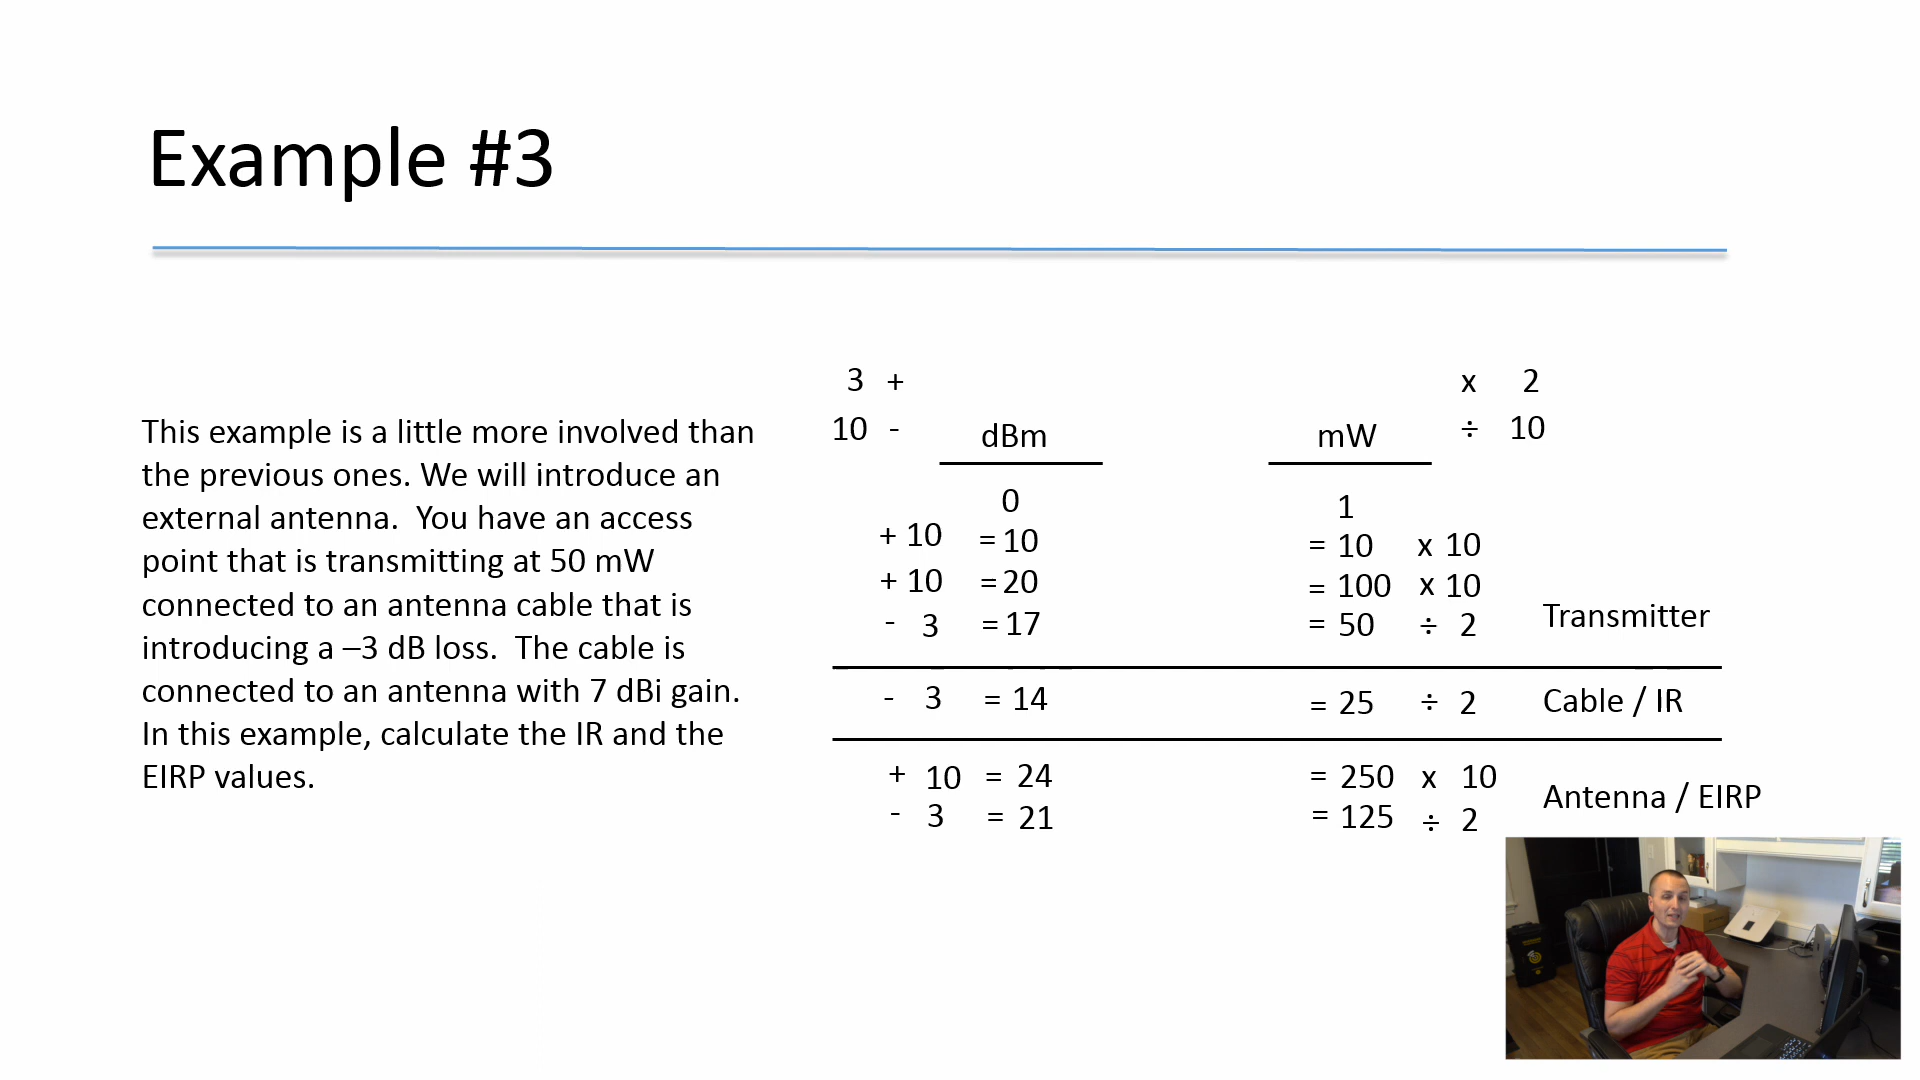 Example #3
This example is a little more involved than
the previous ones. We will introduce an
external antenna.  You have an access
point that is transmitting at 50 mW
connected to an antenna cable that is
introducing a –3 dB loss.  The cable is
connected to an antenna with 7 dBi gain.
In this example, calculate the IR and the
EIRP values.
3 + x 2
10 - dBm mW ÷ 10
0 1
+ 10 = 10 = 10 x 10
+ 10 = 20 = 100 x 10
- 3 = 17 = 50 ÷ 2 Transmitter
- 3 = 14 = 25 ÷ 2 Cable / IR
+ 10 = 24 = 250 x 10 Antenna / EIRP
- 3 = 21 = 125 ÷ 2